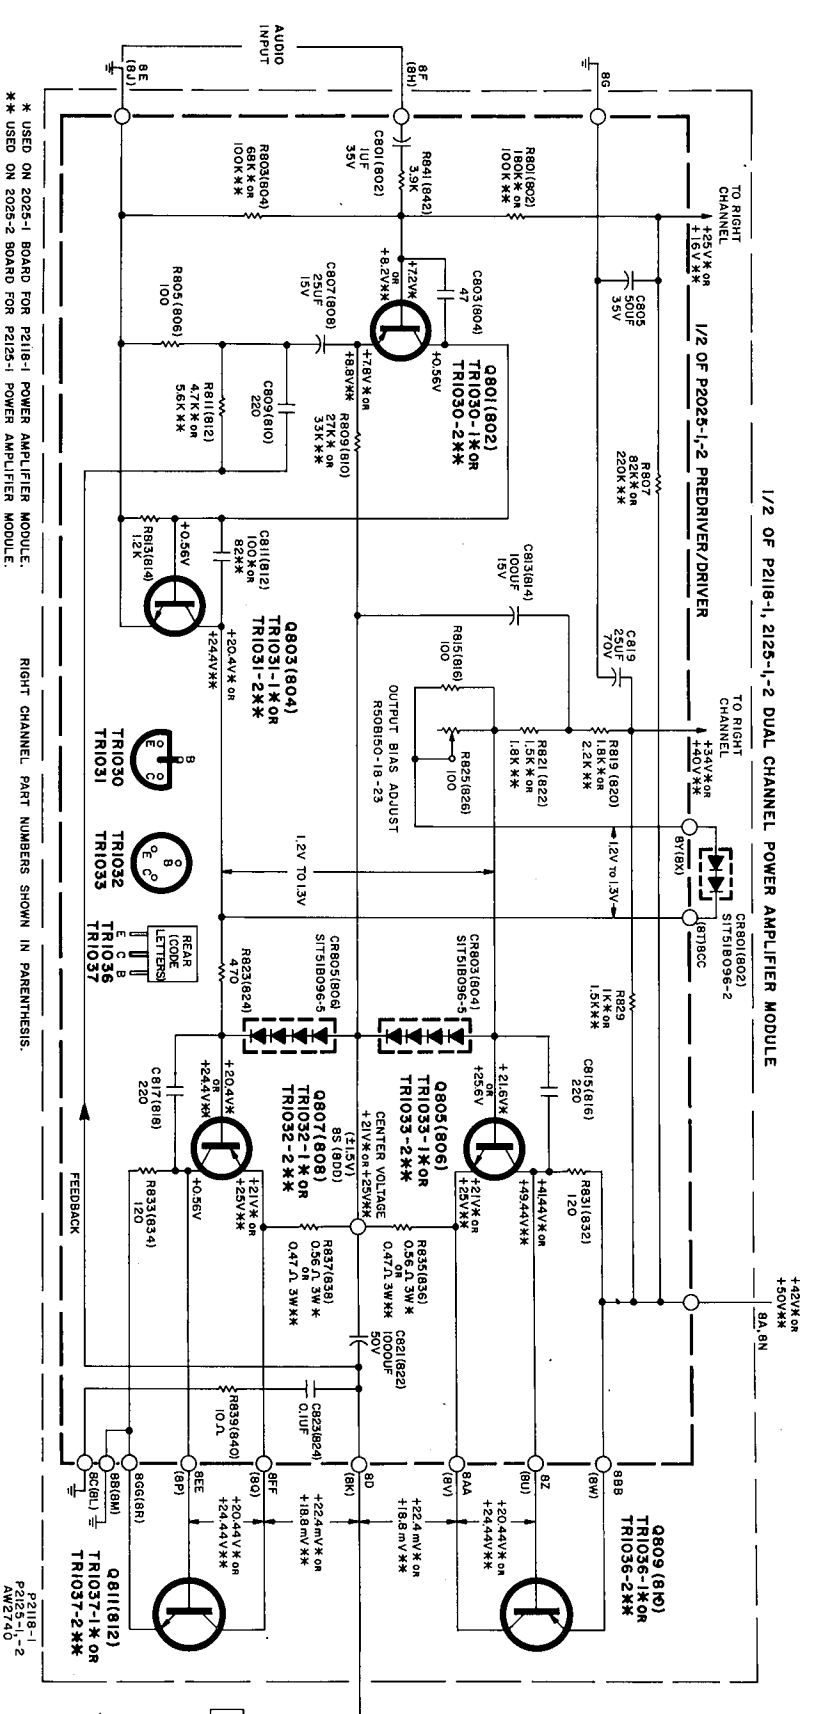 1/2 OF P2118-1, 2125-1,-2 DUAL CHANNEL POWER AMPLIFIER MODULE
1/2 OF P2025-1,-2 PREDRIVER/DRIVER
8G
8F
(8H)
AUDIO
INPUT
8E
(8J)
TO RIGHT
CHANNEL
+25V* OR
+16V**
R801(802)
180K* OR
100K**
R841(842)
3.9K
C801(802)
1UF
35V
R803(804)
68K* OR
100K**
C805
50UF
35V
C803(804)
47
+7.2V*
OR
+8.2V**
+0.56V
Q801(802)
TR1030-1* OR
TR1030-2**
+7.8V* OR
+8.8V**
C807(808)
25UF
15V
R805(806)
100
R809(810)
27K* OR
33K**
C809(810)
220
R811(812)
4.7K* OR
5.6K**
R807
82K* OR
220K**
C811(812)
100* OR
82**
+0.56V
R813(814)
1.2K
Q803(804)
TR1031-1* OR
TR1031-2**
+20.4V* OR
+24.4V**
C813(814)
100UF
15V
C819
25UF
70V
TO RIGHT
CHANNEL
+34V* OR
+40V**
R815(816)
100
R819 (820)
1.8K* OR
2.2K**
R821 (822)
1.5K* OR
1.8K**
R825(826)
100
OUTPUT BIAS ADJUST
R50B150-18-23
8Y(8X)
1.2V TO 1.3V
1.2V TO 1.3V
(8T)8CC
CR801(802)
SIT51B096-2
B
E
C
TR1030
TR1031
B
E
C
TR1032
TR1033
REAR
(CODE
LETTERS)
E
C
B
TR1036
TR1037
R829
1K* OR
1.5K**
R823(824)
470
CR803(804)
SIT51B096-5
CR805(806)
SIT51B096-5
C815(816)
220
+21.6V*
OR
+25.6V
Q805(806)
TR1033-1* OR
TR1033-2**
C817(818)
220
+20.4V*
OR
+24.4V**
Q807(808)
TR1032-1* OR
TR1032-2**
CENTER VOLTAGE
+21V* OR +25V**
(±1.5V)
8S (8DD)
R831(832)
120
+41.44V* OR
+49.44V**
+21V* OR
+25V**
+21V* OR
+25V**
+0.56V
R833(834)
120
FEEDBACK
R835(836)
0.56Ω 3W*
OR
0.47Ω 3W**
R837(838)
0.56Ω 3W*
OR
0.47Ω 3W**
+42V* OR
+50V**
8A,8N
C821(822)
1000UF
50V
C823(824)
0.1UF
R839(840)
10Ω
8BB
(8W)
8Z
(8U)
8AA
(8V)
8D
(8K)
8FF
(8Q)
8EE
(8P)
8GG(8R)
8B(8M)
8C(8L)
+20.44V* OR
+24.44V**
+22.4mV* OR
+18.8mV**
+22.4mV* OR
+18.8mV**
+20.44V* OR
+24.44V**
Q809(810)
TR1036-1* OR
TR1036-2**
Q811(812)
TR1037-1* OR
TR1037-2**
* USED ON 2025-1 BOARD FOR P2118-1 POWER AMPLIFIER MODULE.
** USED ON 2025-2 BOARD FOR P2125-1 POWER AMPLIFIER MODULE.
RIGHT CHANNEL PART NUMBERS SHOWN IN PARENTHESIS.
P2118-1
P2125-1,-2
AW2740